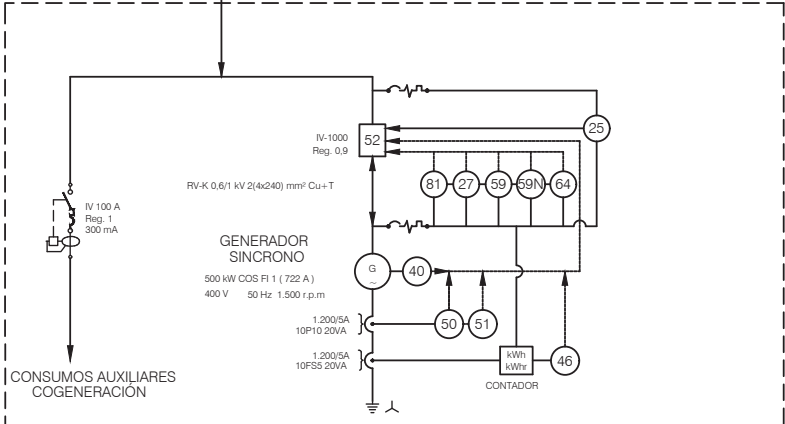 25
IV-1000
Reg. 0,9
52
RV-K 0,6/1 kV 2(4x240) mm² Cu+T
81
27
59
59N
64
IV 100 A
Reg. 1
300 mA
GENERADOR
SINCRONO
500 kW COS FI 1 ( 722 A )
400 V 50 Hz 1.500 r.p.m
G
~
40
1.200/5A
10P10 20VA
50
51
1.200/5A
10FS5 20VA
kWh
kWhr
46
CONTADOR
CONSUMOS AUXILIARES
COGENERACIÓN